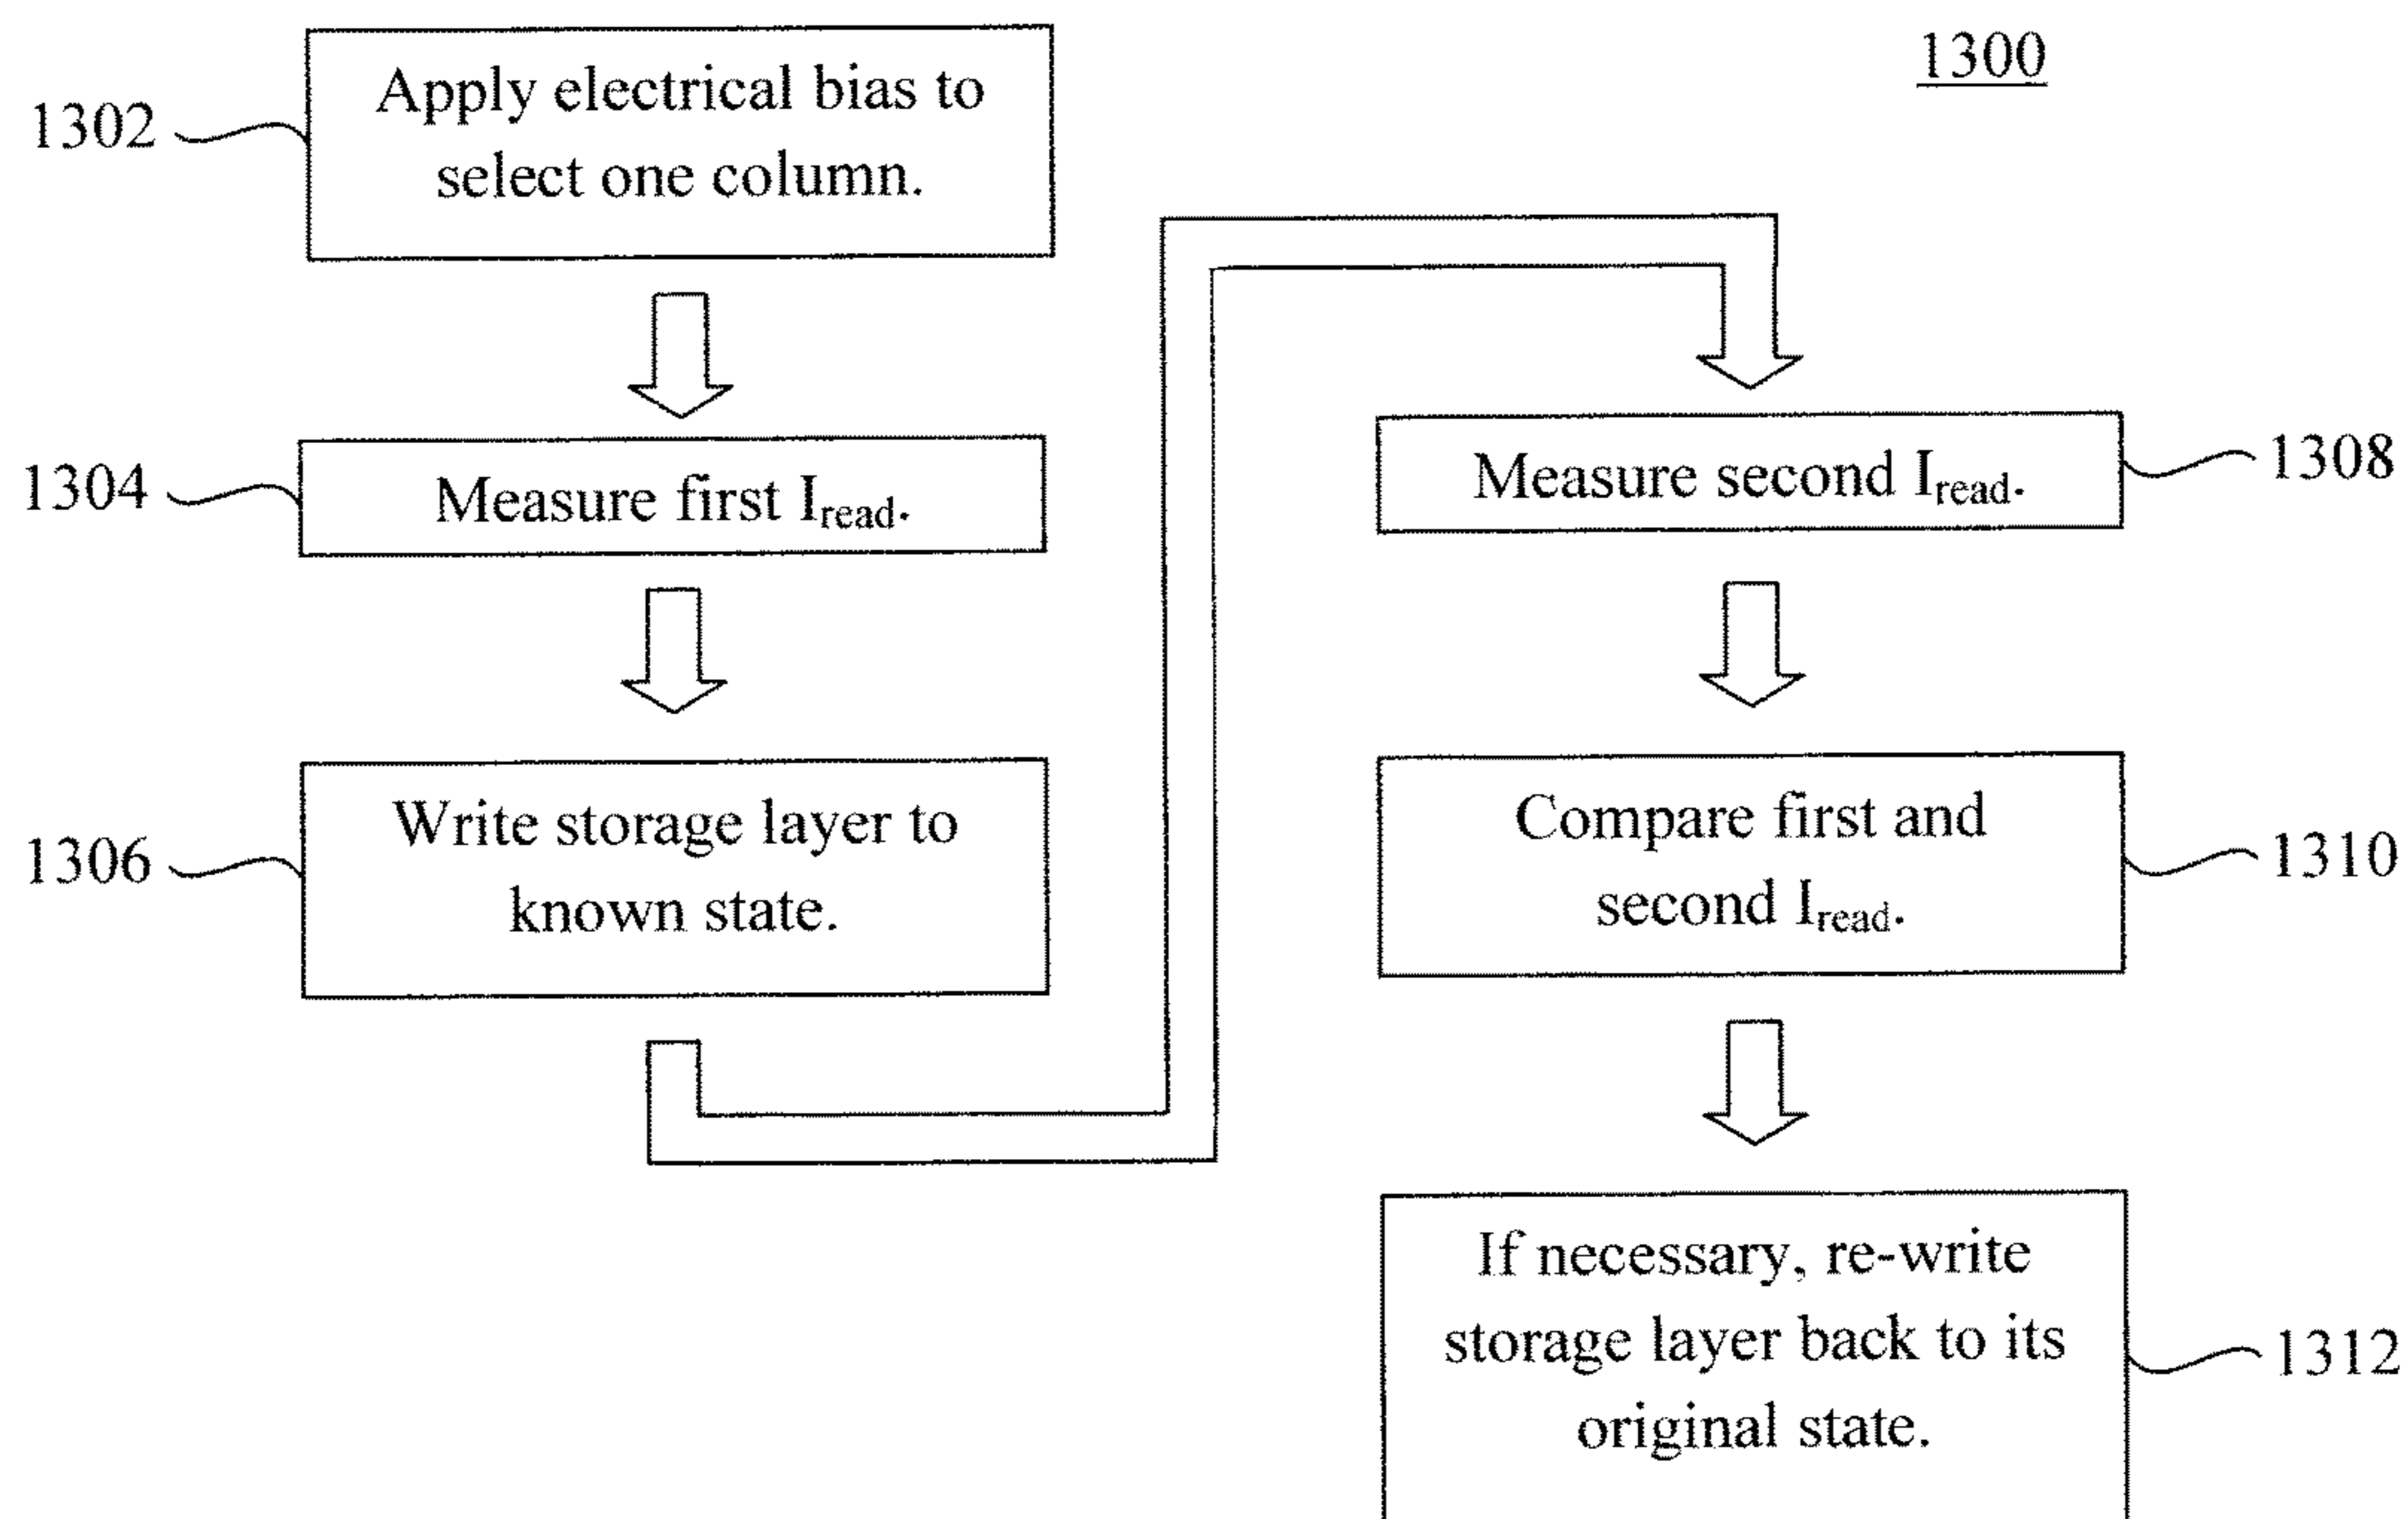 1300
1302
Apply electrical bias to
select one column.
1304
Measure first Iread.
1306
Write storage layer to
known state.
Measure second Iread.
1308
Compare first and
second Iread.
1310
If necessary, re-write
storage layer back to its
original state.
1312